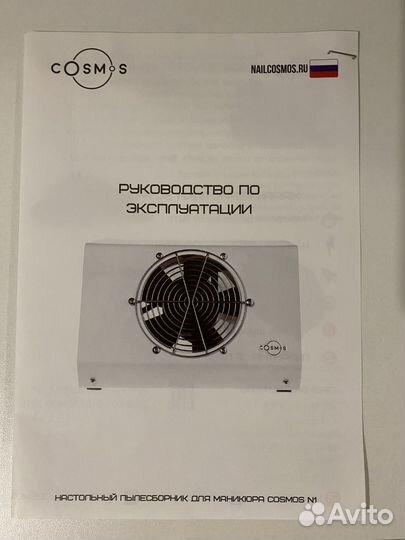 COSMOS
NAILCOSMOS.RU
РУКОВОДСТВО ПО
ЭКСПЛУАТАЦИИ
COSMOS
НАСТОЛЬНЫЙ ПЫЛЕСБОРНИК ДЛЯ МАНИКЮРА COSMOS N1
Avito